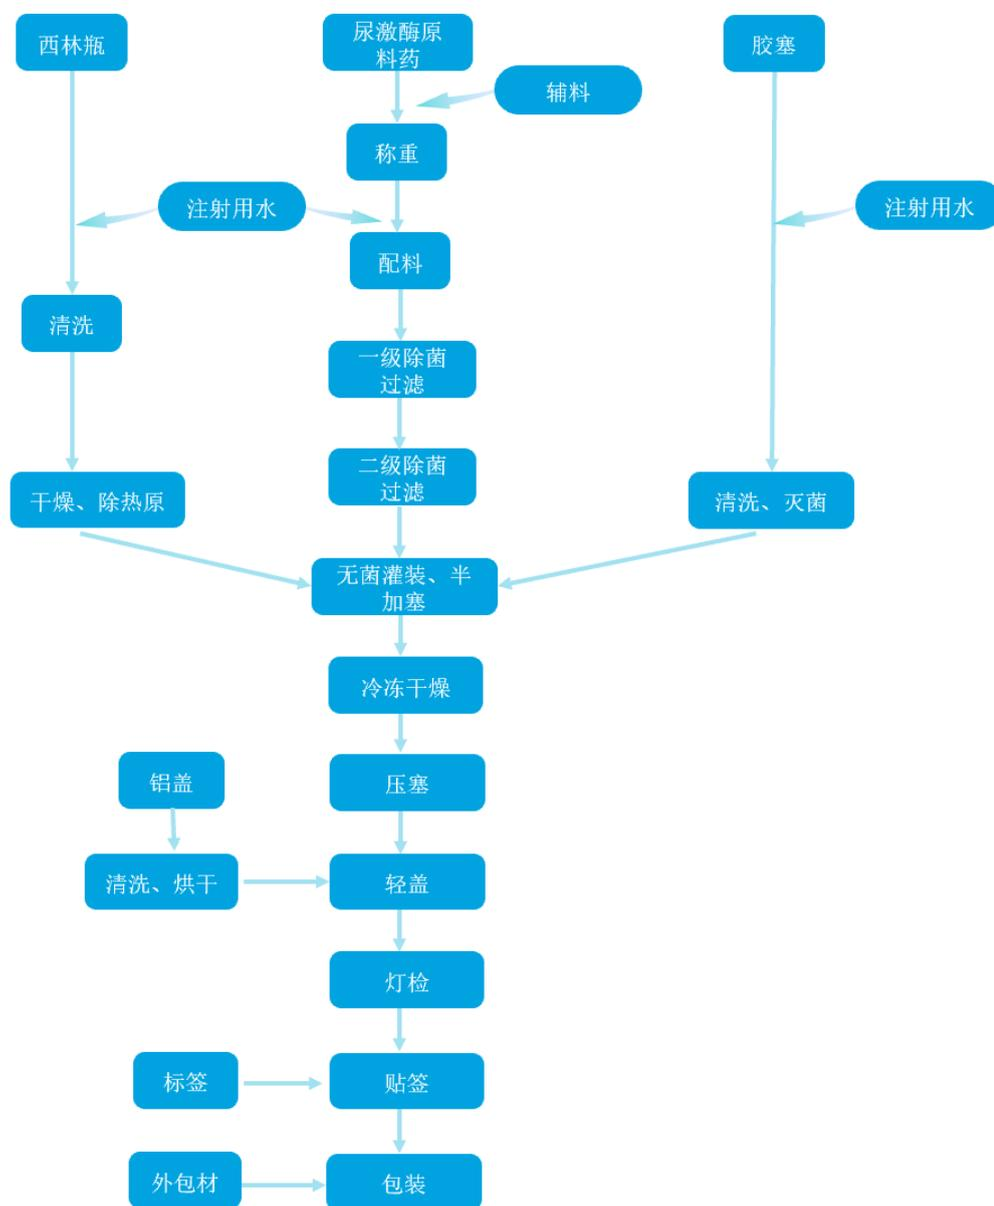 西林瓶
尿激酶原
料药
胶塞
辅料
称重
注射用水
注射用水
配料
清洗
一级除菌
过滤
二级除菌
过滤
干燥、除热原
清洗、灭菌
无菌灌装、半
加塞
冷冻干燥
铝盖
压塞
清洗、烘干
轻盖
灯检
标签
贴签
外包材
包装